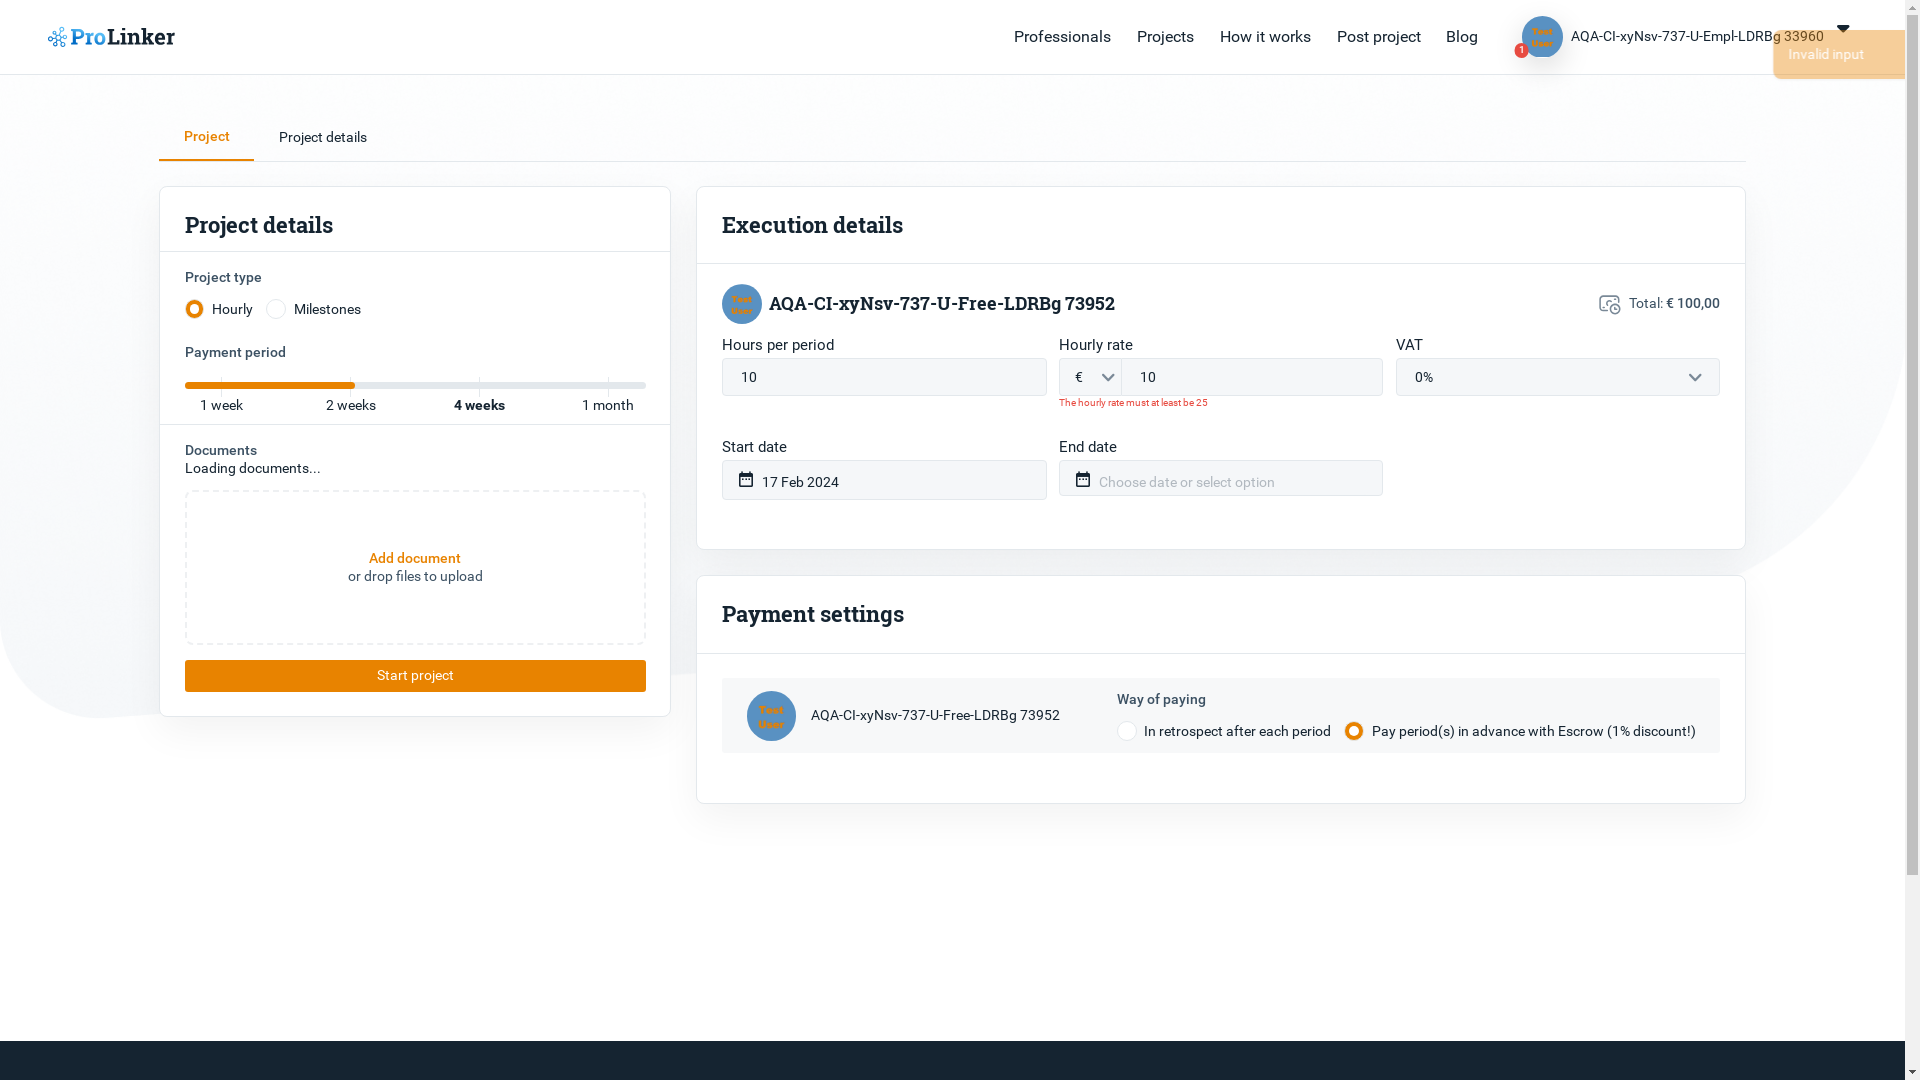 ProLinker
Professionals
Projects
How it works
Post project
Blog
Test
User
1
AQA-CI-xyNsv-737-U-Empl-LDRBg 33960
Invalid input
Project
Project details
Project details
Project type
Hourly
Milestones
Payment period
1 week
2 weeks
4 weeks
1 month
Documents
Loading documents...
Add document
or drop files to upload
Start project
Execution details
Test
User
AQA-CI-xyNsv-737-U-Free-LDRBg 73952
Total: € 100,00
Hours per period
10
Hourly rate
€
10
The hourly rate must at least be 25
VAT
0%
Start date
17 Feb 2024
End date
Choose date or select option
Payment settings
Test
User
AQA-CI-xyNsv-737-U-Free-LDRBg 73952
Way of paying
In retrospect after each period
Pay period(s) in advance with Escrow (1% discount!)